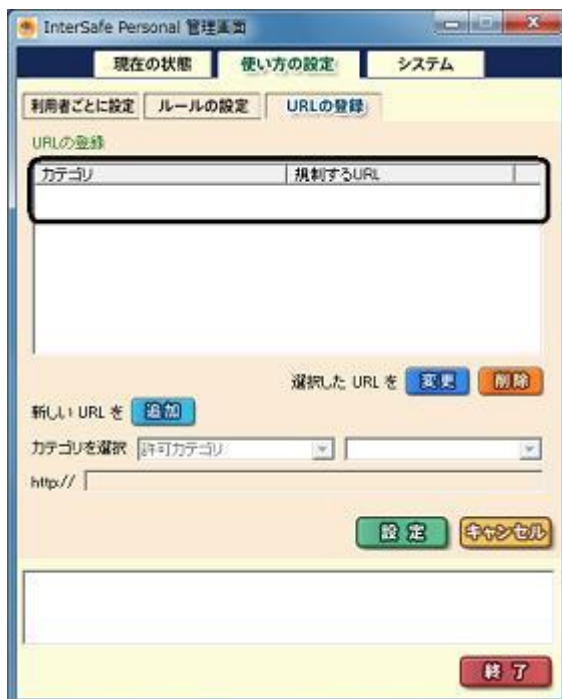 InterSafe Personal 管理画面
現在の状態 使い方の設定 システム
利用者ごとに設定 ルールの設定 URLの登録
URLの登録
カテゴリ 規制するURL
選択した URL を 変更 削除
新しい URL を 追加
カテゴリを選択 許可カテゴリ
http://
設定 キャンセル
終了